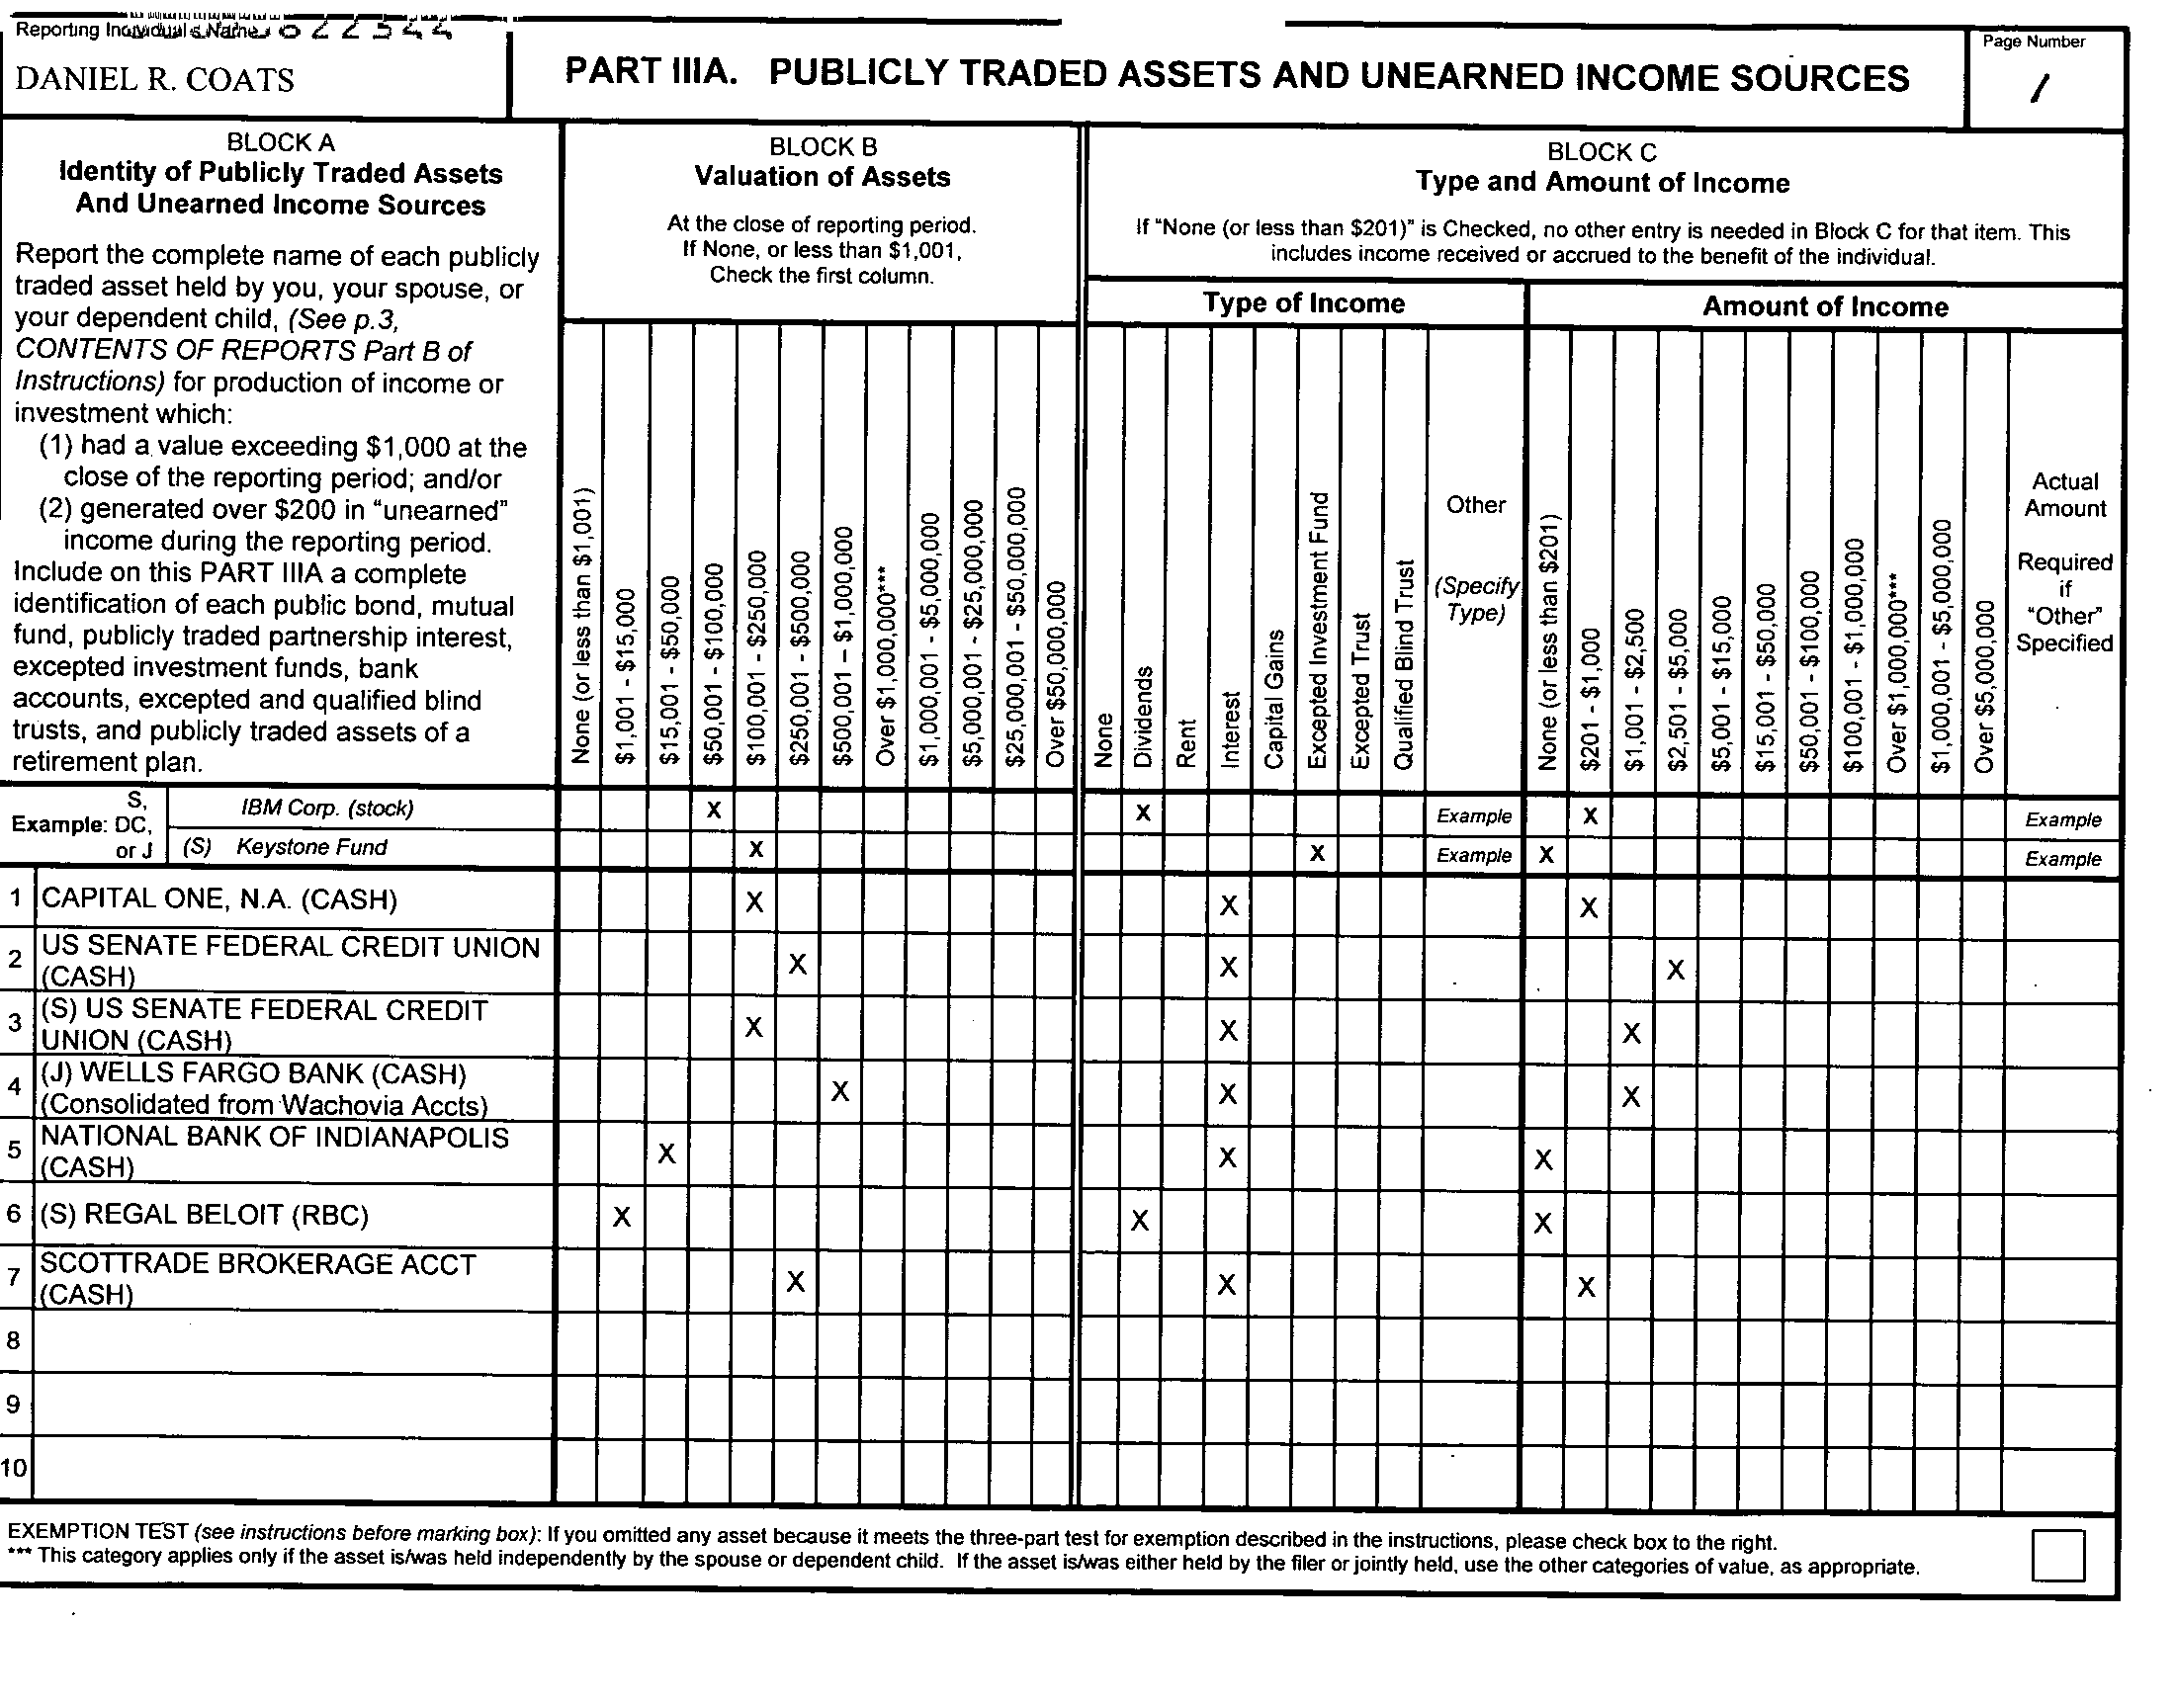 Reporting Individual's Name
DANIEL R. COATS
PART IIIA. PUBLICLY TRADED ASSETS AND UNEARNED INCOME SOURCES
Page Number
1
BLOCK A
Identity of Publicly Traded Assets
And Unearned Income Sources
Report the complete name of each publicly
traded asset held by you, your spouse, or
your dependent child, (See p.3,
CONTENTS OF REPORTS Part B of
Instructions) for production of income or
investment which:
(1) had a value exceeding $1,000 at the
close of the reporting period; and/or
(2) generated over $200 in "unearned"
income during the reporting period.
Include on this PART IIIA a complete
identification of each public bond, mutual
fund, publicly traded partnership interest,
excepted investment funds, bank
accounts, excepted and qualified blind
trusts, and publicly traded assets of a
retirement plan.
BLOCK B
Valuation of Assets
At the close of reporting period.
If None, or less than $1,001,
Check the first column.
None (or less than $1,001)
$1,001 - $15,000
$15,001 - $50,000
$50,001 - $100,000
$100,001 - $250,000
$250,001 - $500,000
$500,001 – $1,000,000
Over $1,000,000***
$1,000,001 - $5,000,000
$5,000,001 - $25,000,000
$25,000,001 - $50,000,000
Over $50,000,000
BLOCK C
Type and Amount of Income
If "None (or less than $201)" is Checked, no other entry is needed in Block C for that item. This
includes income received or accrued to the benefit of the individual.
Type of Income
None
Dividends
Rent
Interest
Capital Gains
Excepted Investment Fund
Excepted Trust
Qualified Blind Trust
Other
(Specify
Type)
Amount of Income
None (or less than $201)
$201 - $1,000
$1,001 - $2,500
$2,501 - $5,000
$5,001 - $15,000
$15,001 - $50,000
$50,001 - $100,000
$100,001 - $1,000,000
Over $1,000,000***
$1,000,001 - $5,000,000
Over $5,000,000
Actual
Amount
Required
if
"Other"
Specified
Example: S, DC, or J
IBM Corp. (stock) X X Example X Example
(S) Keystone Fund X X Example X Example
1 CAPITAL ONE, N.A. (CASH) X X X
2 US SENATE FEDERAL CREDIT UNION
(CASH) X X X
3 (S) US SENATE FEDERAL CREDIT
UNION (CASH) X X X
4 (J) WELLS FARGO BANK (CASH)
(Consolidated from Wachovia Accts) X X X
5 NATIONAL BANK OF INDIANAPOLIS
(CASH) X X X
6 (S) REGAL BELOIT (RBC) X X X
7 SCOTTRADE BROKERAGE ACCT
(CASH) X X X
8
9
10
EXEMPTION TEST (see instructions before marking box): If you omitted any asset because it meets the three-part test for exemption described in the instructions, please check box to the right.
*** This category applies only if the asset is/was held independently by the spouse or dependent child. If the asset is/was either held by the filer or jointly held, use the other categories of value, as appropriate.